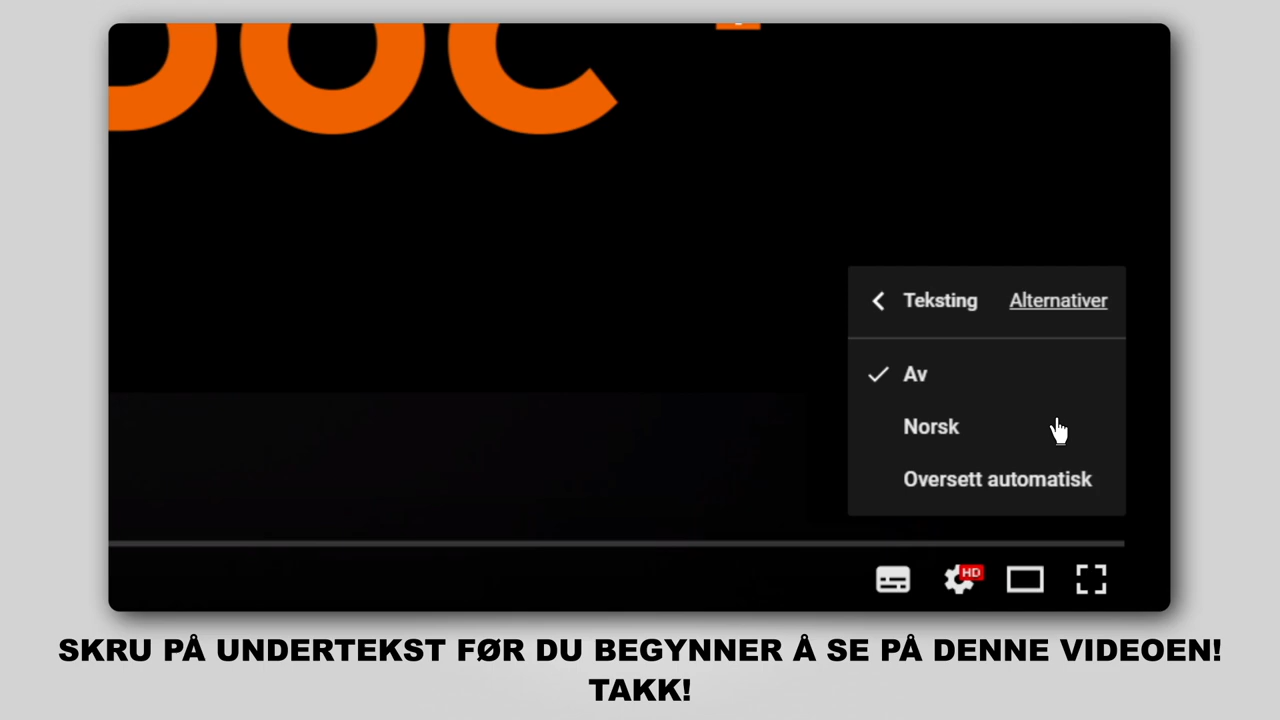 Teksting Alternativer
Av
Norsk
Oversett automatisk
HD
SKRU PÅ UNDERTEKST FØR DU BEGYNNER Å SE PÅ DENNE VIDEOEN!
TAKK!